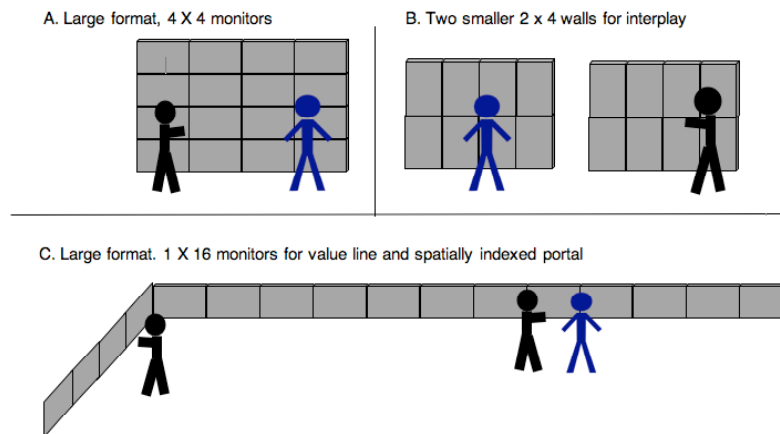 A. Large format, 4 X 4 monitors
B. Two smaller 2 x 4 walls for interplay
C. Large format. 1 X 16 monitors for value line and spatially indexed portal